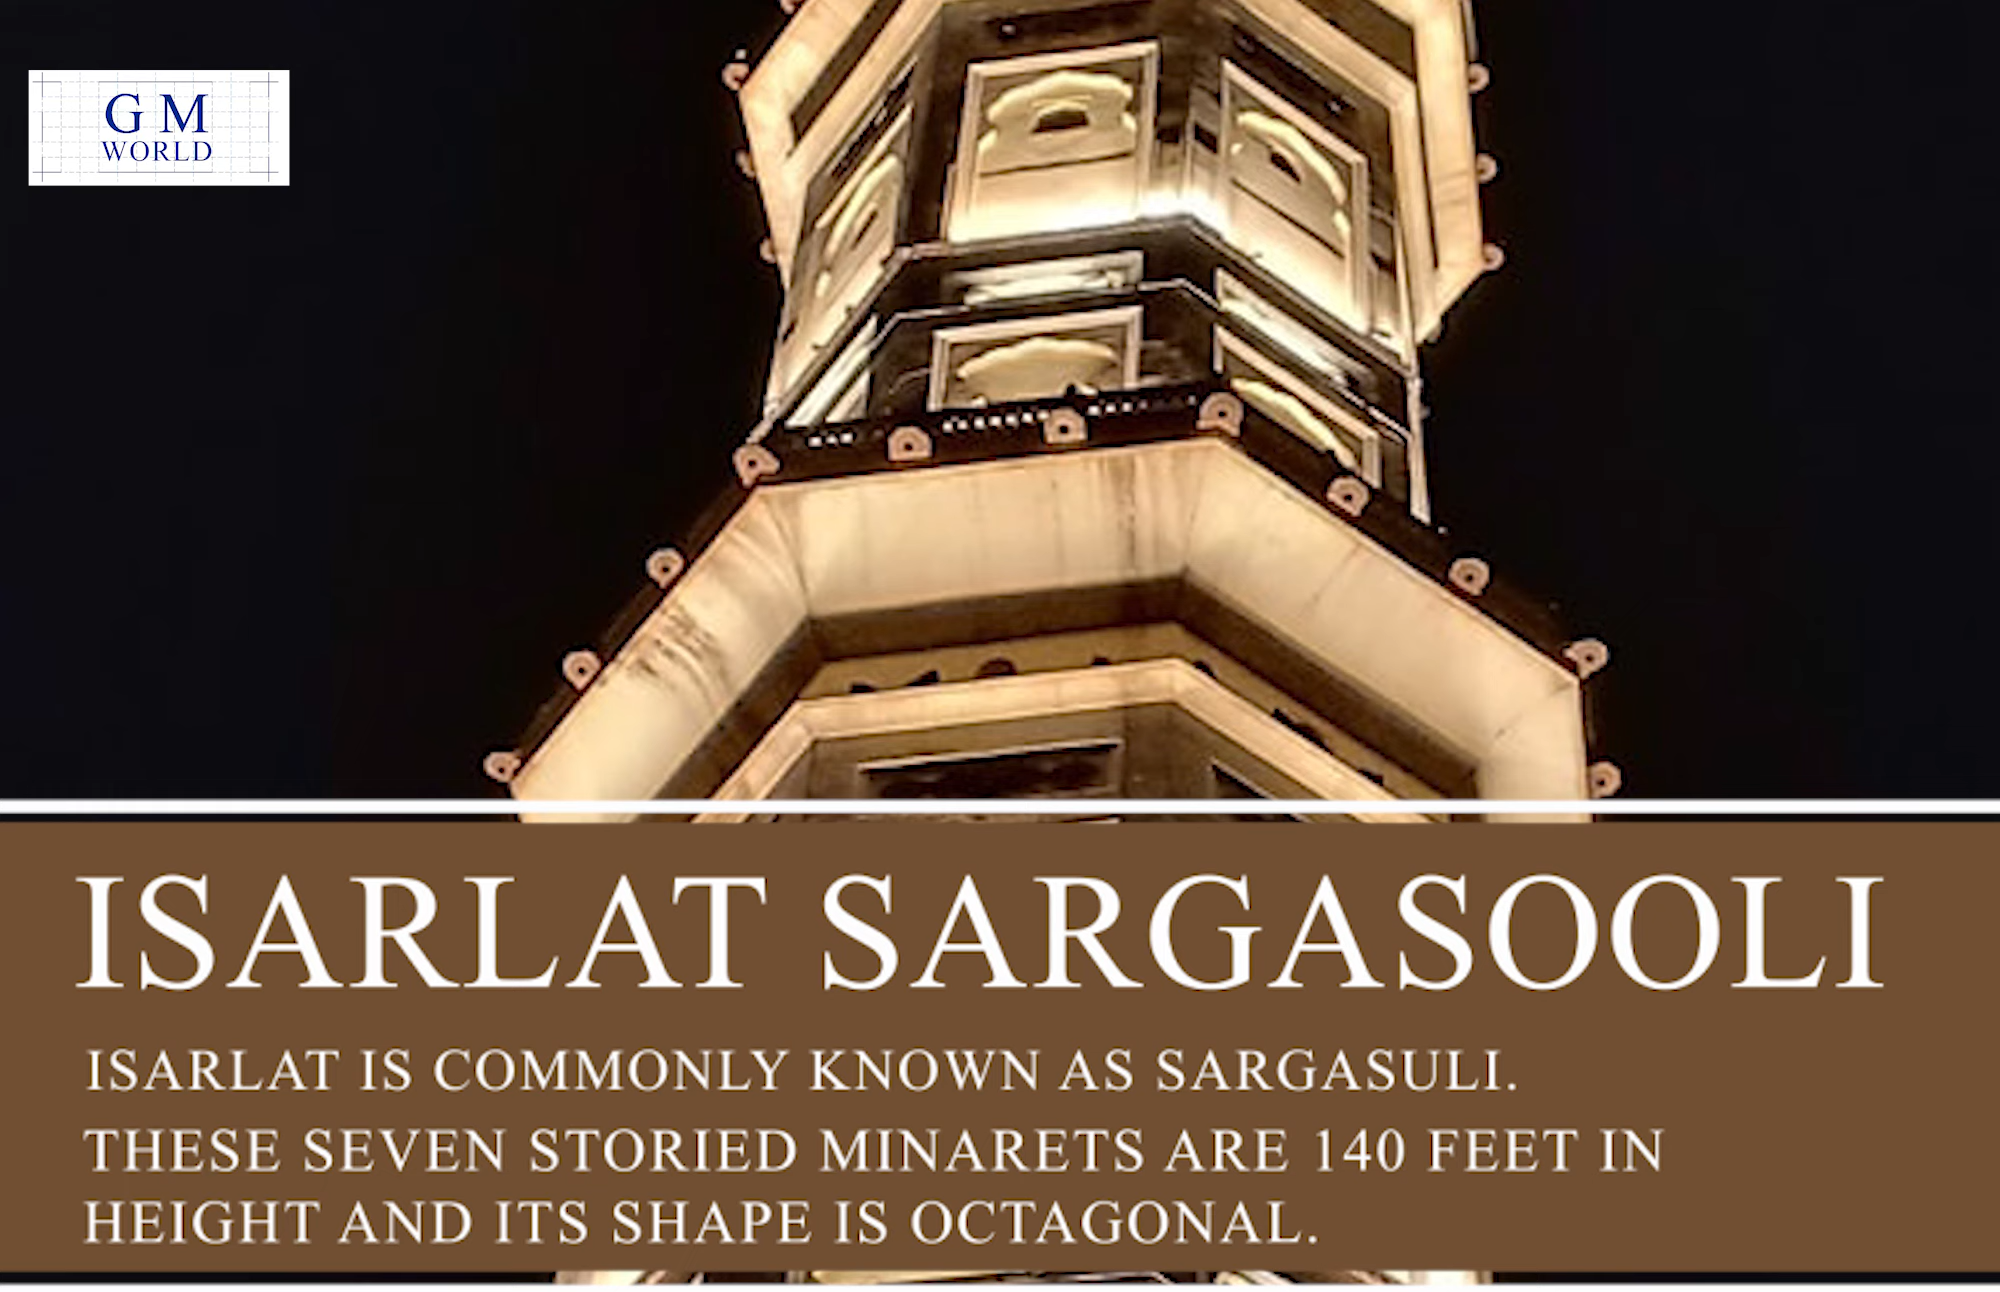 G M
WORLD
ISARLAT SARGASOOLI
ISARLAT IS COMMONLY KNOWN AS SARGASULI.
THESE SEVEN STORIED MINARETS ARE 140 FEET IN
HEIGHT AND ITS SHAPE IS OCTAGONAL.